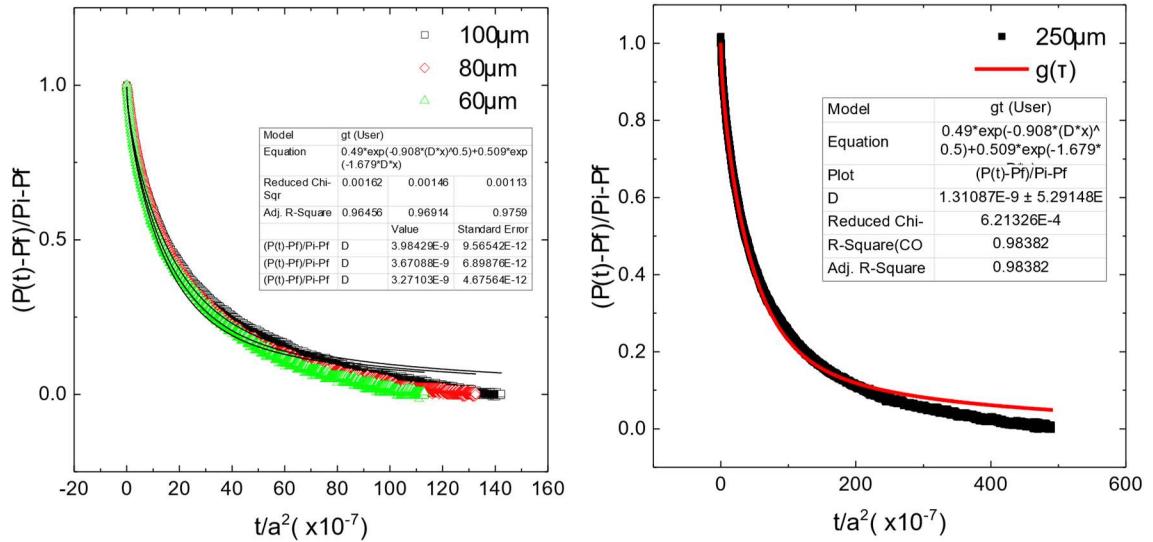 100µm
80µm
60µm
1.0
0.5
0.0
-20 0 20 40 60 80 100 120 140 160
(P(t)-Pf)/Pi-Pf
t/a²( x10⁻⁷)
Model gt (User)
Equation 0.49*exp(-0.908*(D*x)^0.5)+0.509*exp
(-1.679*D*x)
Reduced Chi-
Sqr 0.00162 0.00146 0.00113
Adj. R-Square 0.96456 0.96914 0.9759
Value Standard Error
(P(t)-Pf)/Pi-Pf D 3.98429E-9 9.56542E-12
(P(t)-Pf)/Pi-Pf D 3.67088E-9 6.89876E-12
(P(t)-Pf)/Pi-Pf D 3.27103E-9 4.67564E-12
250µm
g(τ)
1.0
0.8
0.6
0.4
0.2
0.0
0 200 400 600
(P(t)-Pf)/Pi-Pf
t/a²( x10⁻⁷)
Model gt (User)
Equation 0.49*exp(-0.908*(D*x)^
0.5)+0.509*exp(-1.679*
Plot (P(t)-Pf)/Pi-Pf
D 1.31087E-9 ± 5.29148E
Reduced Chi- 6.21326E-4
R-Square(CO 0.98382
Adj. R-Square 0.98382